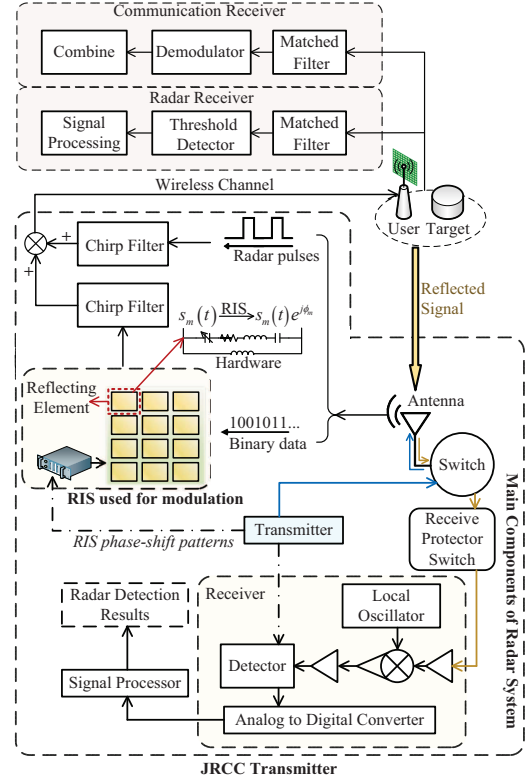 Communication Receiver
Combine
Demodulator
Matched
Filter
Radar Receiver
Signal
Processing
Threshold
Detector
Matched
Filter
Wireless Channel
User Target
+
Chirp Filter
Radar pulses
+
Chirp Filter
Reflected
Signal
s_m(t) RIS s_m(t)e^{jϕ_m}
Hardware
Reflecting
Element
Antenna
1001011...
Binary data
Switch
RIS used for modulation
RIS phase-shift patterns
Transmitter
Receive
Protector
Switch
Main Components of Radar System
Radar Detection
Results
Receiver
Local
Oscillator
Detector
Signal Processor
Analog to Digital Converter
JRCC Transmitter